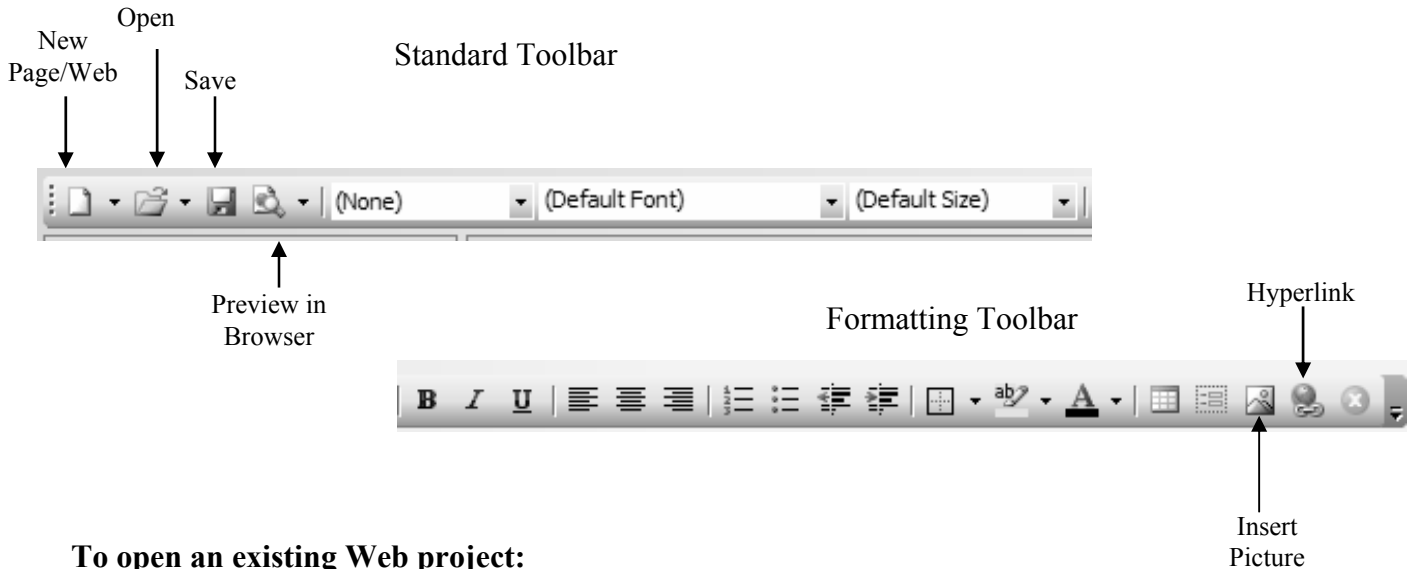 Open
New
Page/Web
Save
Standard Toolbar
(None) (Default Font) (Default Size)
Preview in
Browser
Formatting Toolbar
Hyperlink
B I U ab A
Insert
Picture
To open an existing Web project: